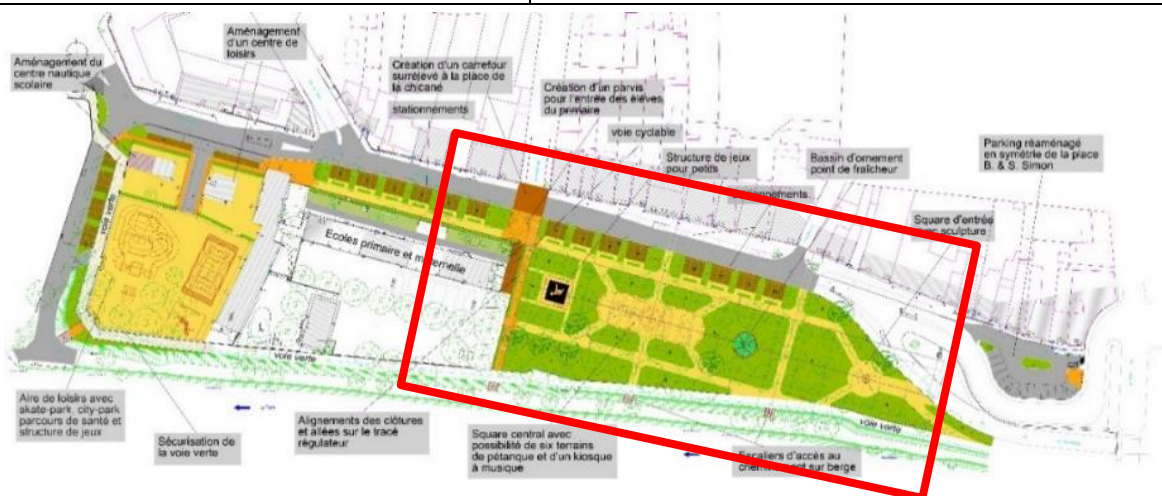 Aménagement
d'un centre de
loisirs
Aménagement du
centre nautique
scolaire
Création d'un carrefour
surrélevé à la place de
la chicane
stationnements
Création d'un parvis
pour l'entrée des élèves
du primaire
voie cyclable
Structure de jeux
pour petits
Bassin d'ornement
point de fraîcheur
Parking réaménagé
en symétrie de la place
B. & S. Simon
Square d'entrée
sculpture
voie verte
Ecoles primaire et maternelle
voie verte
voie verte
Aire de loisirs avec
skate-park, city-park
parcours de santé et
structure de jeux
Sécurisation de
la voie verte
Alignements des clôtures
et allées sur le tracé
régulateur
Square central avec
possibilité de six terrains
de pétanque et d'un kiosque
à musique
Escaliers d'accès au
cheminement sur berge